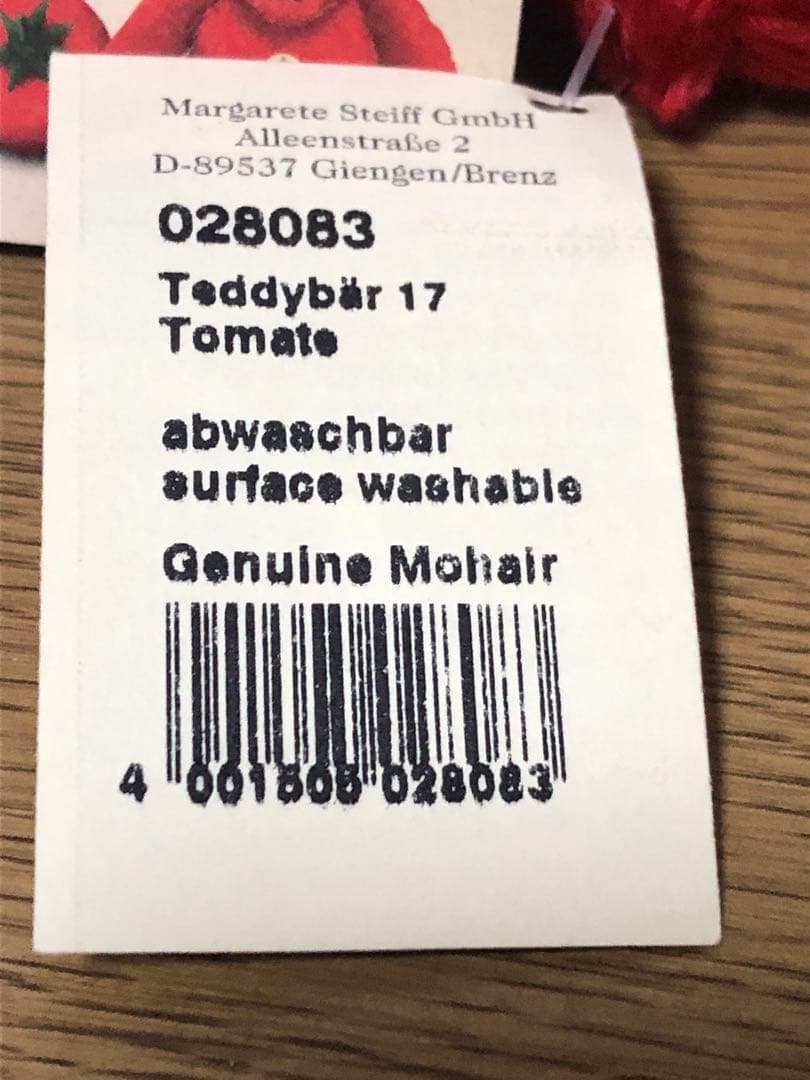 Margarete Steiff GmbH
Alleenstraße 2
D-89537 Giengen/Brenz
028083
Teddybär 17
Tomate
abwaschbar
surface washable
Genuine Mohair
4 001505 028083